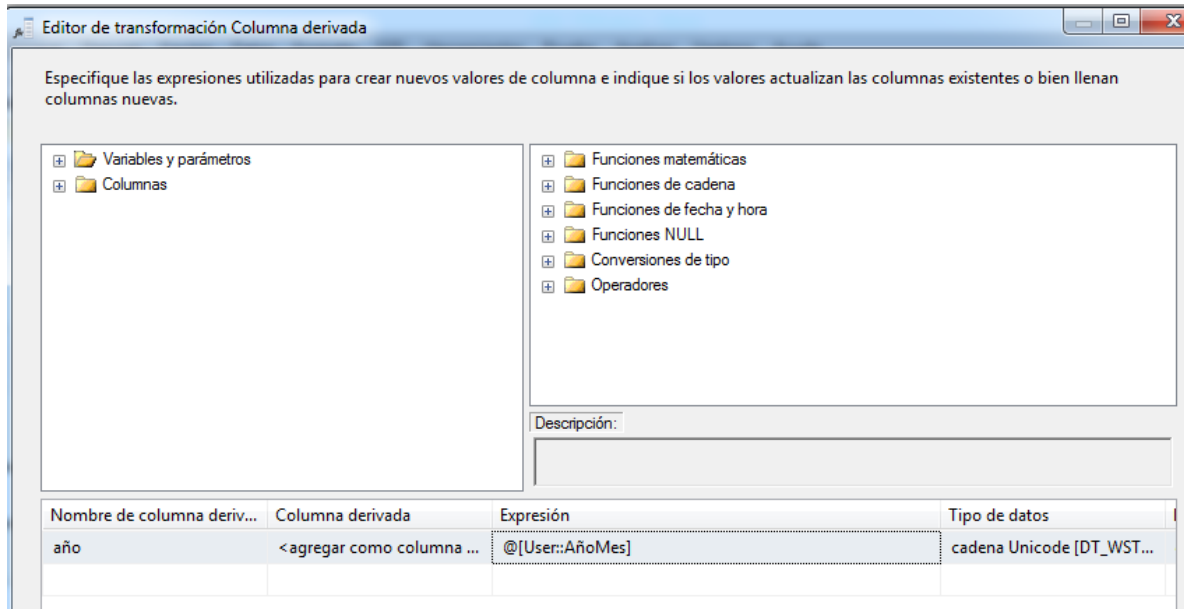 Editor de transformación Columna derivada
Especifique las expresiones utilizadas para crear nuevos valores de columna e indique si los valores actualizan las columnas existentes o bien llenan
columnas nuevas.
Variables y parámetros
Columnas
Funciones matemáticas
Funciones de cadena
Funciones de fecha y hora
Funciones NULL
Conversiones de tipo
Operadores
Descripción:
Nombre de columna deriv... Columna derivada Expresión Tipo de datos
año <agregar como columna ... @[User::AñoMes] cadena Unicode [DT_WST...